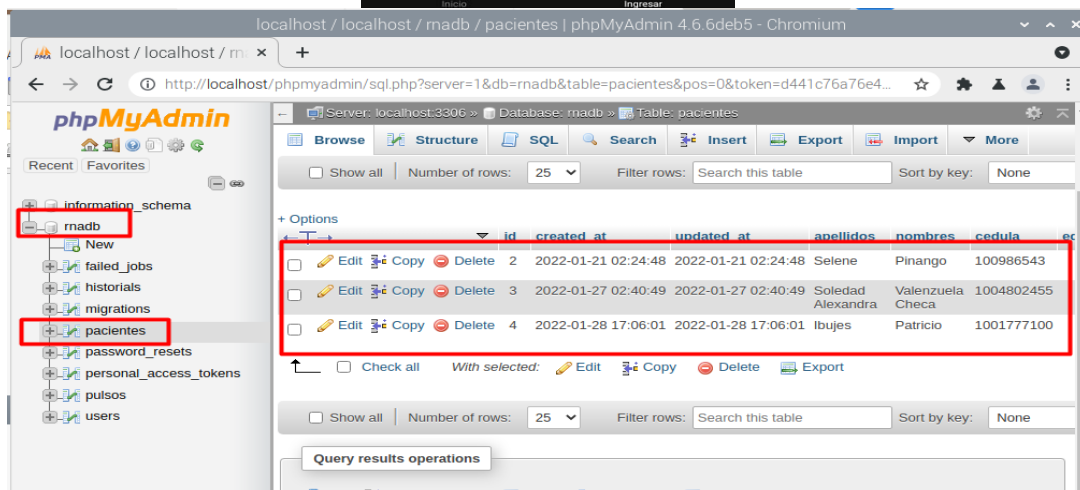 Inicio Ingresar
localhost / localhost / rnadb / pacientes | phpMyAdmin 4.6.6deb5 - Chromium
localhost / localhost / rn
http://localhost/phpmyadmin/sql.php?server=1&db=rnadb&table=pacientes&pos=0&token=d441c76a76e4...
phpMyAdmin
Recent Favorites
information_schema
rnadb
New
failed_jobs
historials
migrations
pacientes
password_resets
personal_access_tokens
pulsos
users
Server: localhost:3306 » Database: rnadb » Table: pacientes
Browse Structure SQL Search Insert Export Import More
Show all Number of rows: 25 Filter rows: Search this table Sort by key: None
+ Options
id created_at updated_at apellidos nombres cedula
Edit Copy Delete 2 2022-01-21 02:24:48 2022-01-21 02:24:48 Selene Pinango 100986543
Edit Copy Delete 3 2022-01-27 02:40:49 2022-01-27 02:40:49 Soledad Valenzuela 1004802455
Alexandra Checa
Edit Copy Delete 4 2022-01-28 17:06:01 2022-01-28 17:06:01 Ibujes Patricio 1001777100
Check all With selected: Edit Copy Delete Export
Show all Number of rows: 25 Filter rows: Search this table Sort by key: None
Query results operations